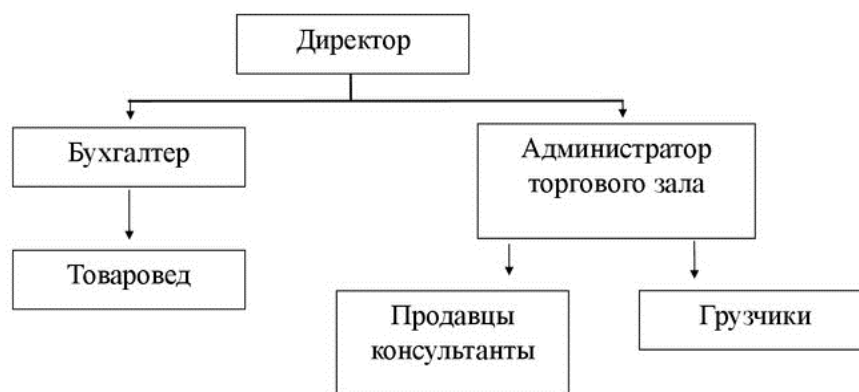 Директор
Бухгалтер
Администратор
торгового зала
Товаровед
Продавцы
консультанты
Грузчики